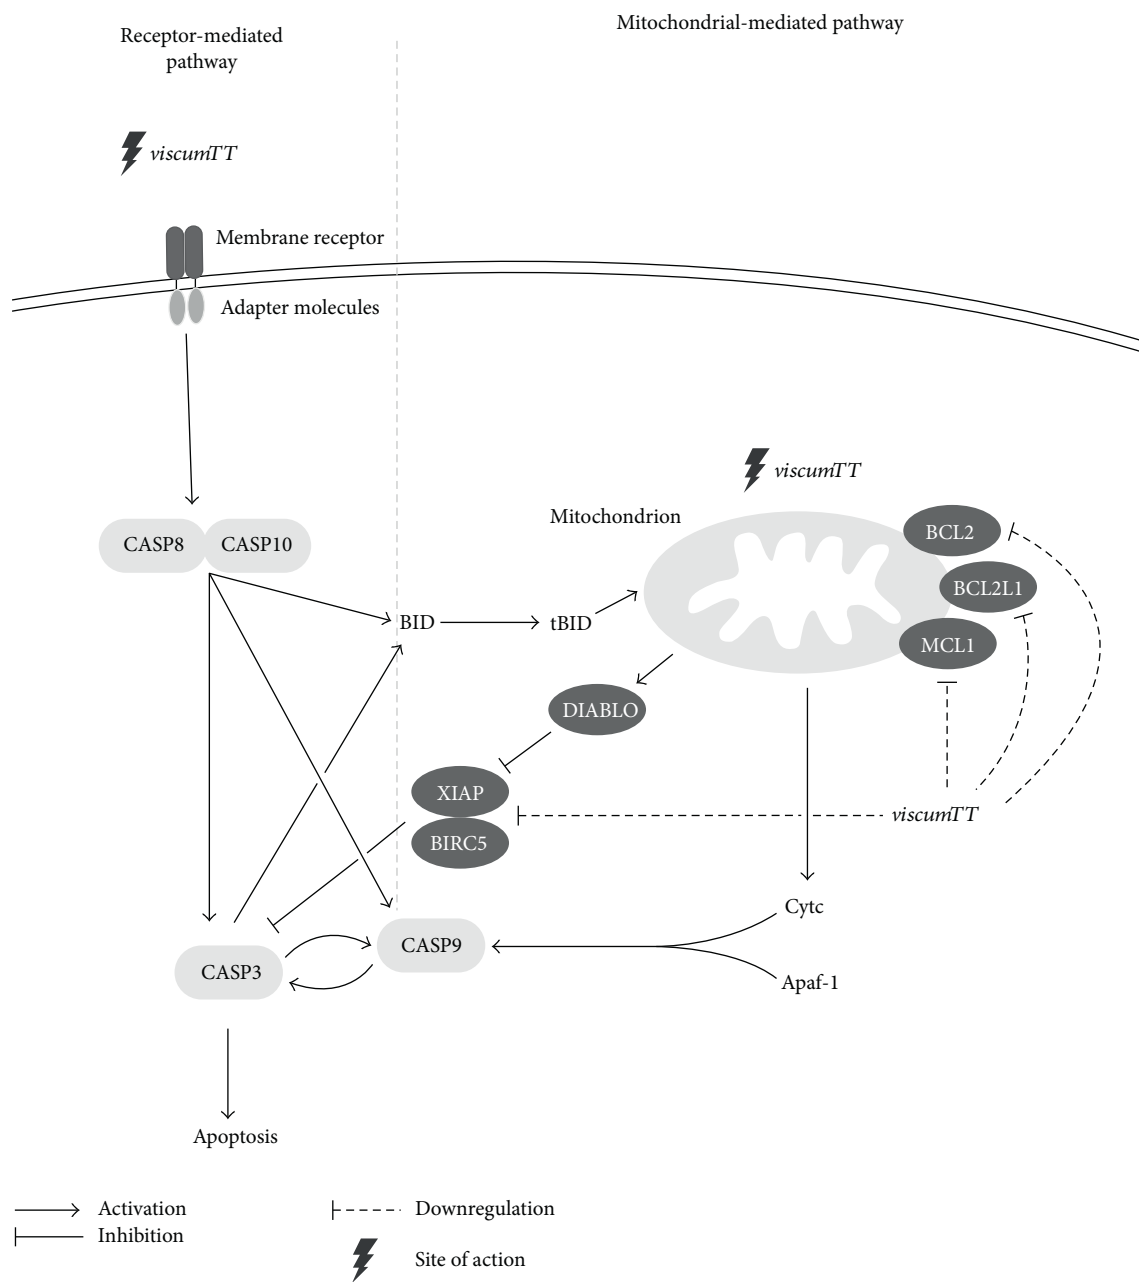 Receptor-mediated
pathway
Mitochondrial-mediated pathway
viscumTT
Membrane receptor
Adapter molecules
viscumTT
Mitochondrion
CASP8
CASP10
BCL2
BCL2L1
MCL1
BID
tBID
DIABLO
XIAP
BIRC5
viscumTT
Cytc
CASP9
CASP3
Apaf-1
Apoptosis
Activation
Inhibition
Downregulation
Site of action